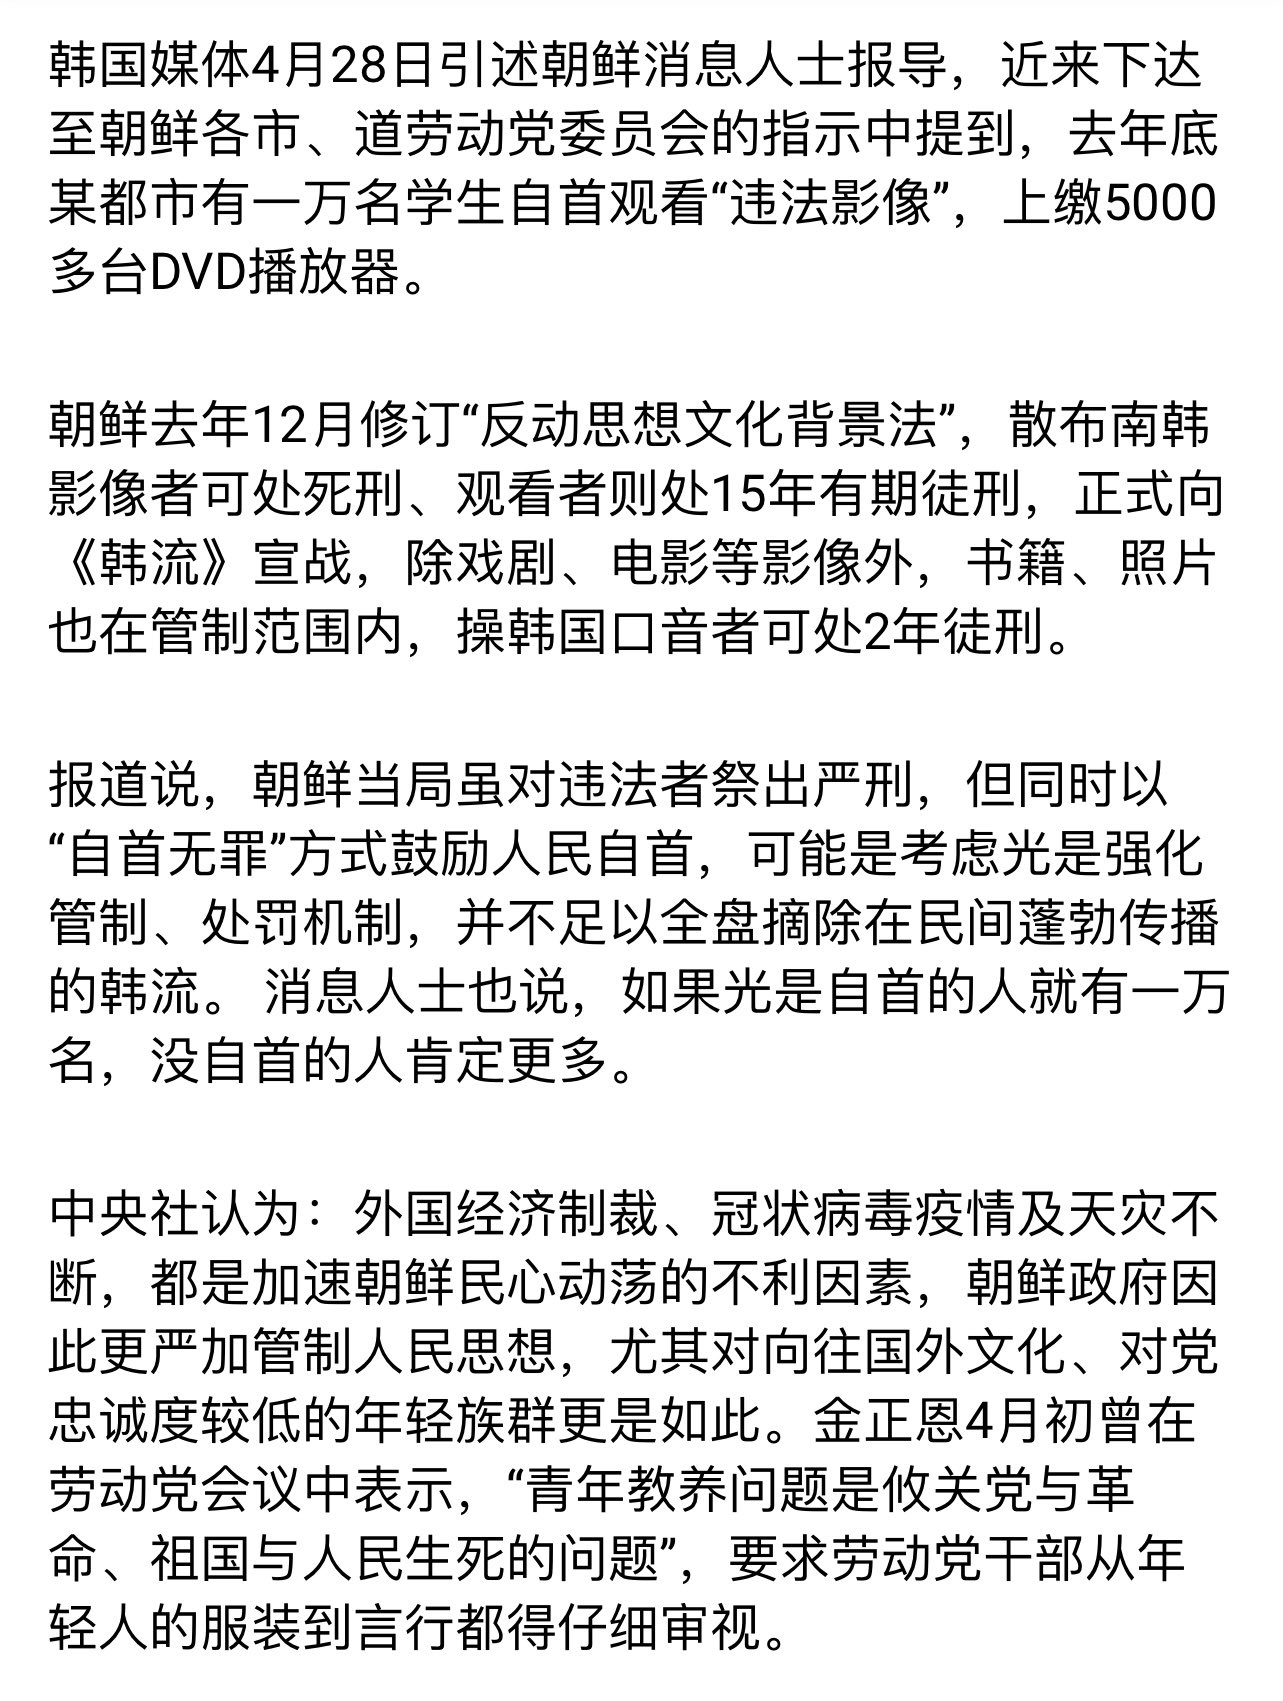 韩国媒体4月28日引述朝鲜消息人士报导，近来下达
至朝鲜各市、道劳动党委员会的指示中提到，去年底
某都市有一万名学生自首观看“违法影像”，上缴5000
多台DVD播放器。
朝鲜去年12月修订“反动思想文化背景法”，散布南韩
影像者可处死刑、观看者则处15年有期徒刑，正式向
《韩流》宣战，除戏剧、电影等影像外，书籍、照片
也在管制范围内，操韩国口音者可处2年徒刑。
报道说，朝鲜当局虽对违法者祭出严刑，但同时以
“自首无罪”方式鼓励人民自首，可能是考虑光是强化
管制、处罚机制，并不足以全盘摘除在民间蓬勃传播
的韩流。 消息人士也说，如果光是自首的人就有一万
名，没自首的人肯定更多。
中央社认为：外国经济制裁、冠状病毒疫情及天灾不
断，都是加速朝鲜民心动荡的不利因素，朝鲜政府因
此更严加管制人民思想，尤其对向往国外文化、对党
忠诚度较低的年轻族群更是如此。金正恩4月初曾在
劳动党会议中表示，“青年教养问题是攸关党与革
命、祖国与人民生死的问题”，要求劳动党干部从年
轻人的服装到言行都得仔细审视。